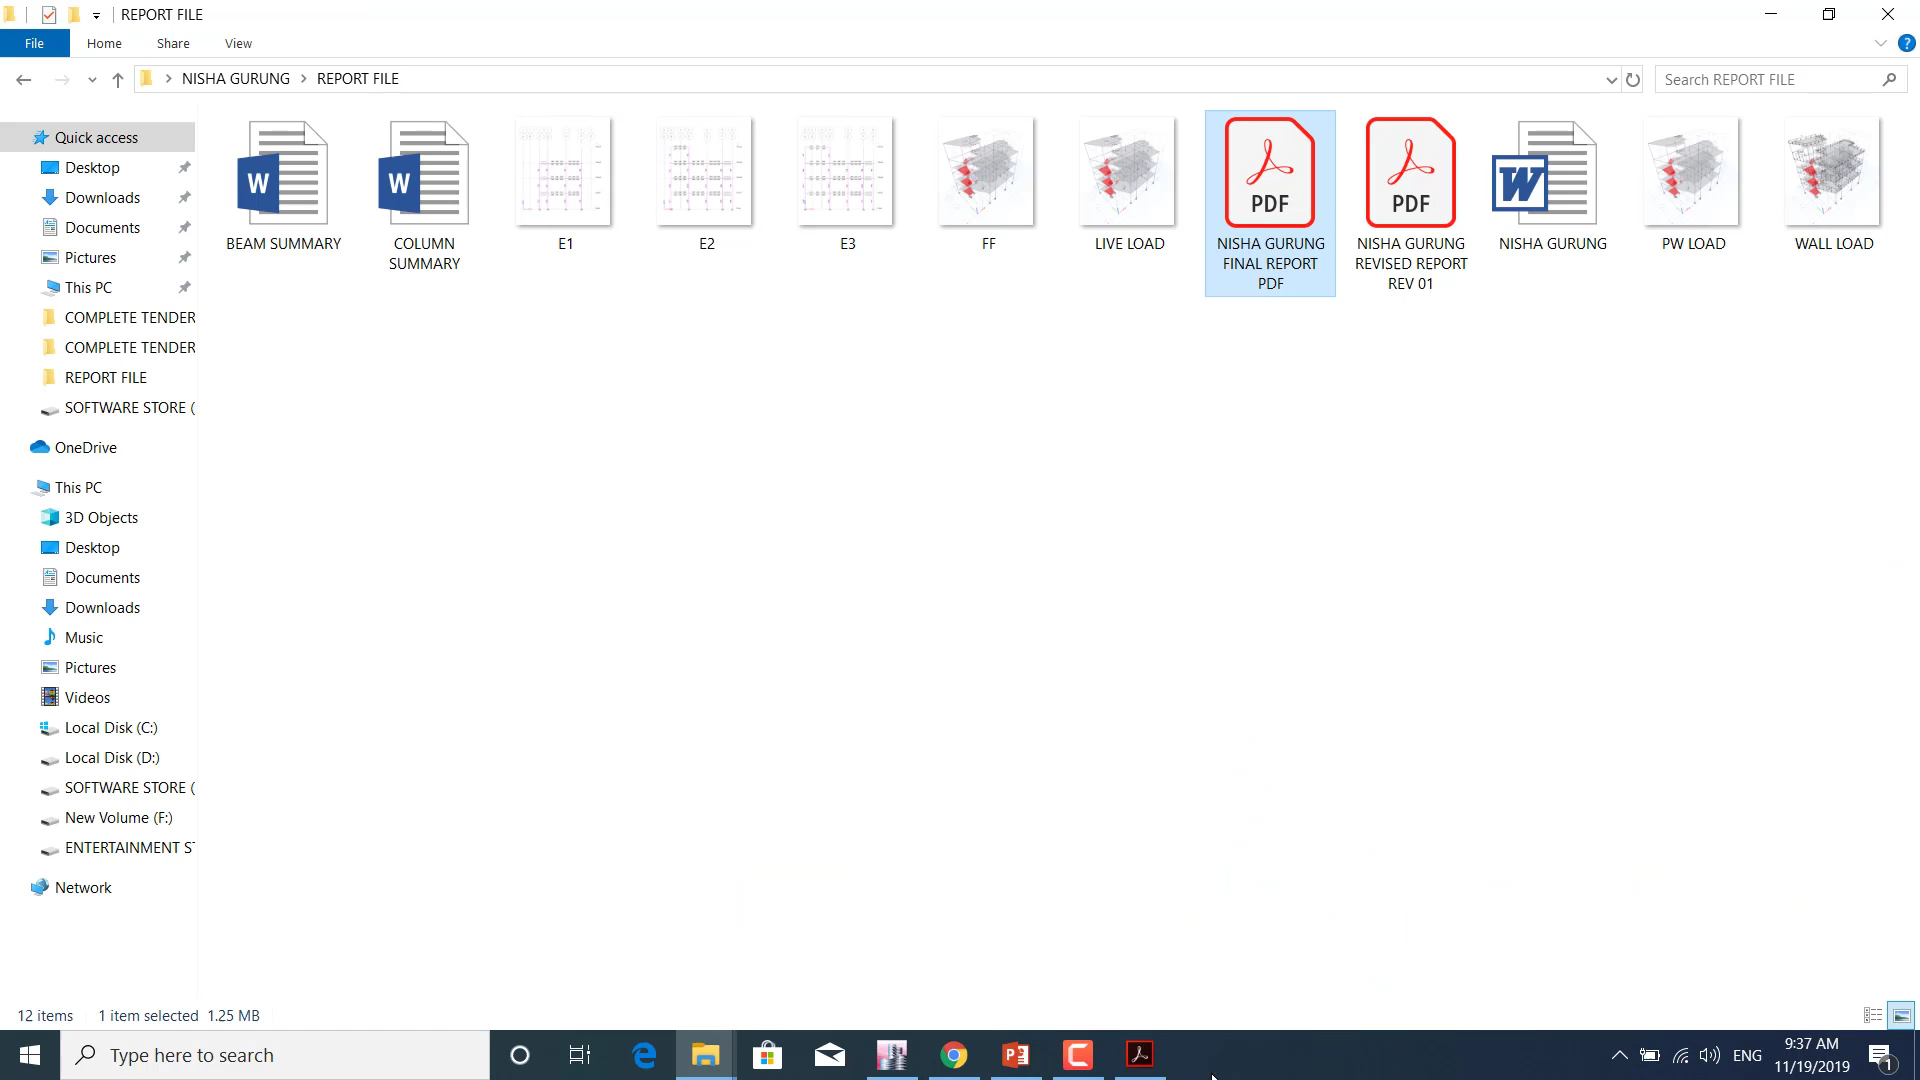 REPORT FILE
File
Home
Share
View
NISHA GURUNG
REPORT FILE
Search REPORT FILE
Quick access
Desktop
Downloads
Documents
Pictures
This PC
COMPLETE TENDER
COMPLETE TENDER
REPORT FILE
SOFTWARE STORE (
OneDrive
This PC
3D Objects
Desktop
Documents
Downloads
Music
Pictures
Videos
Local Disk (C:)
Local Disk (D:)
SOFTWARE STORE (
New Volume (F:)
ENTERTAINMENT ST
Network
W
BEAM SUMMARY
W
COLUMN
SUMMARY
E1
E2
E3
FF
LIVE LOAD
PDF
NISHA GURUNG
FINAL REPORT
PDF
PDF
NISHA GURUNG
REVISED REPORT
REV 01
W
NISHA GURUNG
PW LOAD
WALL LOAD
12 items
1 item selected 1.25 MB
Type here to search
ENG
9:37 AM
11/19/2019
1